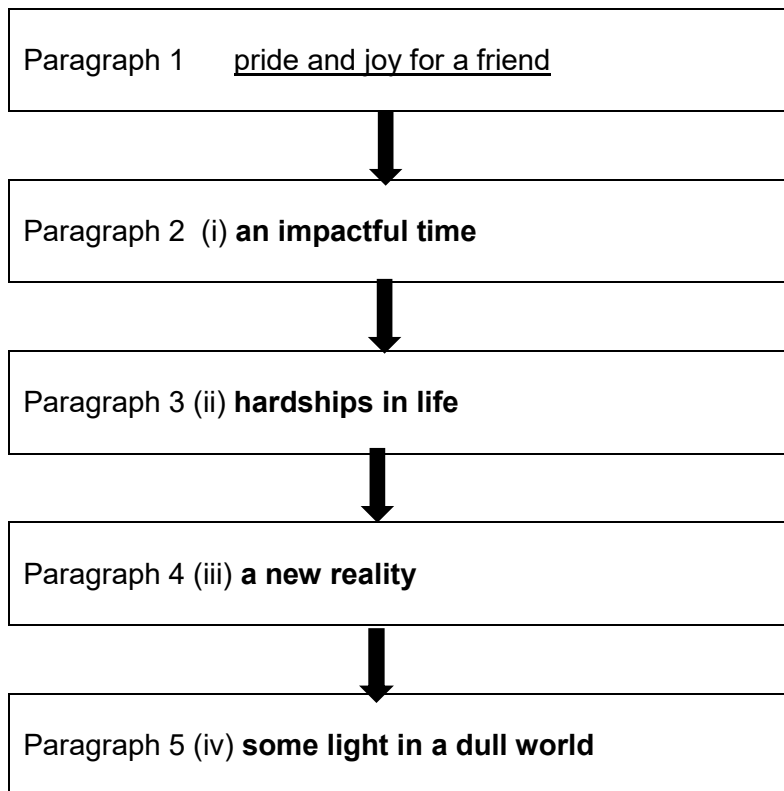 Paragraph 1 pride and joy for a friend
Paragraph 2 (i) an impactful time
Paragraph 3 (ii) hardships in life
Paragraph 4 (iii) a new reality
Paragraph 5 (iv) some light in a dull world